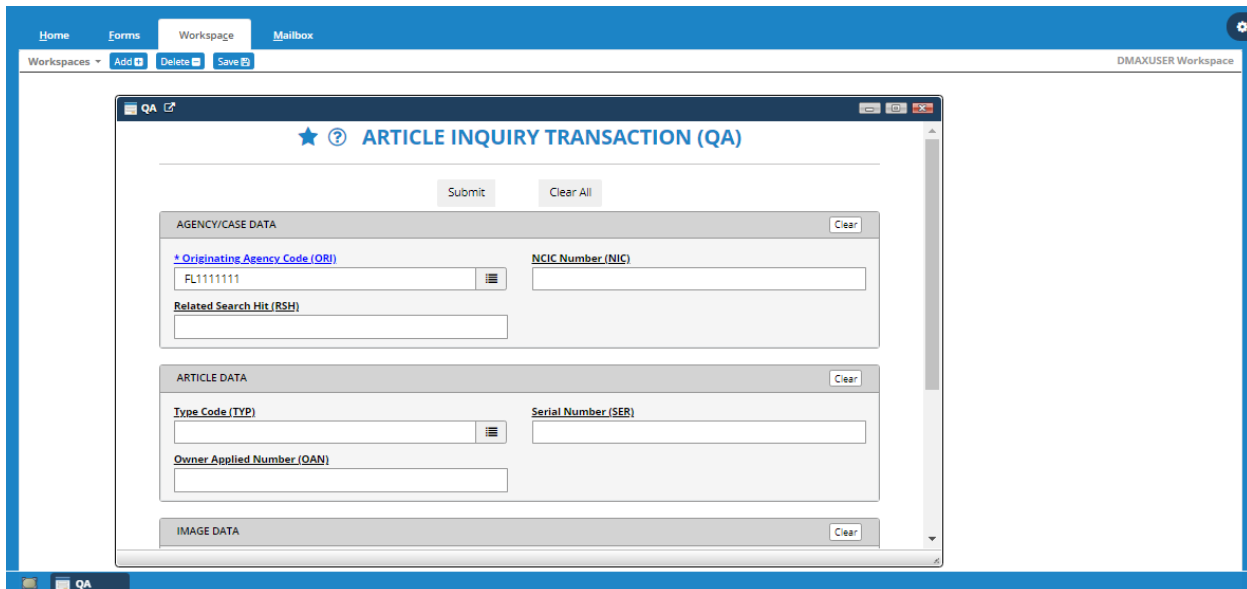 Home Forms Workspace Mailbox
Workspaces Add Delete Save DMAXUSER Workspace
QA
ARTICLE INQUIRY TRANSACTION (QA)
Submit Clear All
AGENCY/CASE DATA Clear
* Originating Agency Code (ORI) NCIC Number (NIC)
FL1111111
Related Search Hit (RSH)
ARTICLE DATA Clear
Type Code (TYP) Serial Number (SER)
Owner Applied Number (OAN)
IMAGE DATA Clear
QA